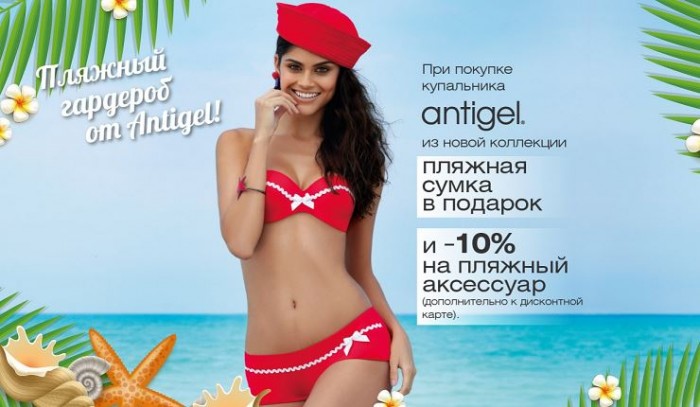 Пляжный
гардероб
от Antigel!
При покупке
купальника
antigel®
из новой коллекции
пляжная
сумка
в подарок
и -10%
на пляжный
аксессуар
(дополнительно к дисконтной
карте).